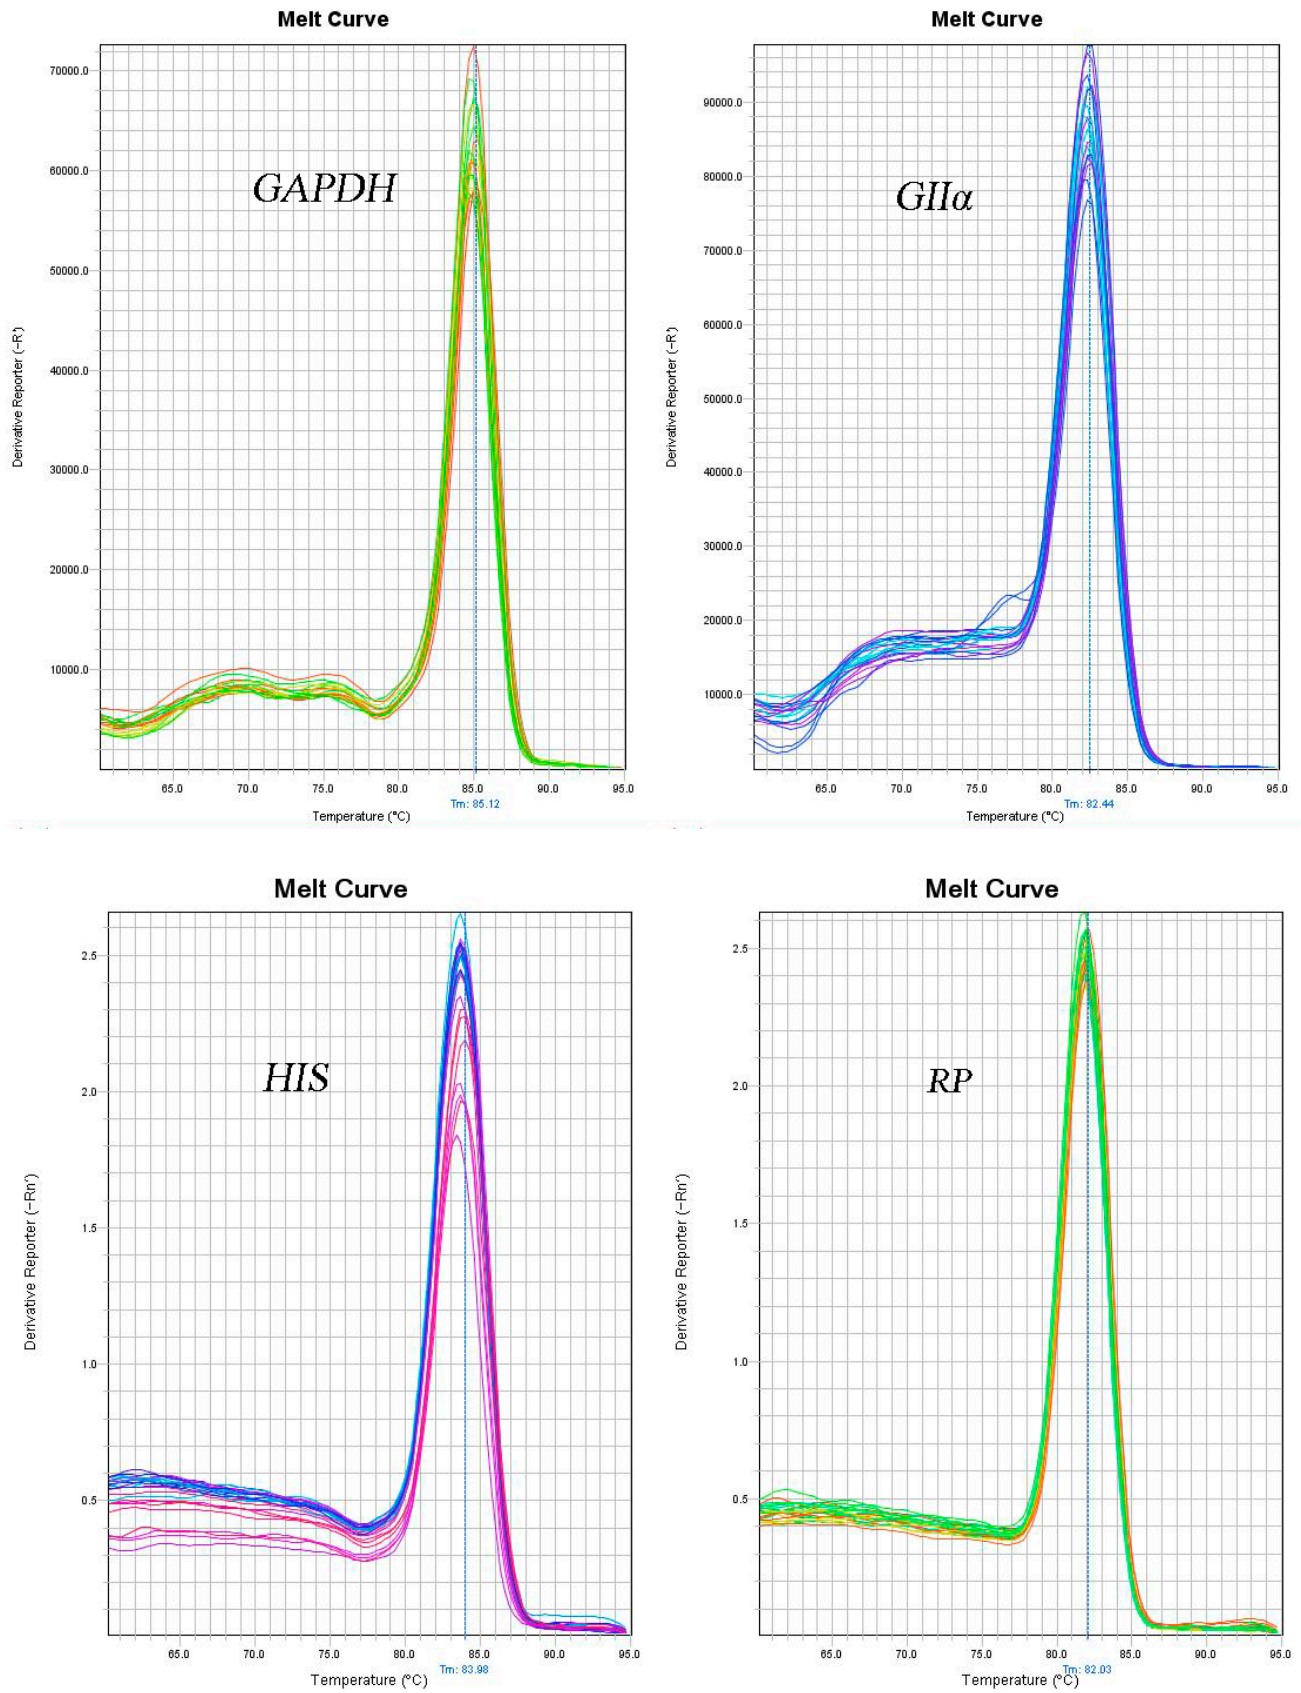 Melt Curve
70000.0
60000.0
50000.0
40000.0
30000.0
20000.0
10000.0
Derivative Reporter (−R')
GAPDH
65.0 70.0 75.0 80.0 85.0 90.0 95.0
Tm: 85.12
Temperature (°C)
Melt Curve
90000.0
80000.0
70000.0
60000.0
50000.0
40000.0
30000.0
20000.0
10000.0
Derivative Reporter (−R')
GIIα
65.0 70.0 75.0 80.0 85.0 90.0 95.0
Tm: 82.44
Temperature (°C)
Melt Curve
2.5
2.0
1.5
1.0
0.5
Derivative Reporter (−Rn')
HIS
65.0 70.0 75.0 80.0 85.0 90.0 95.0
Tm: 83.98
Temperature (°C)
Melt Curve
2.5
2.0
1.5
1.0
0.5
Derivative Reporter (−Rn')
RP
65.0 70.0 75.0 80.0 85.0 90.0 95.0
Tm: 82.03
Temperature (°C)